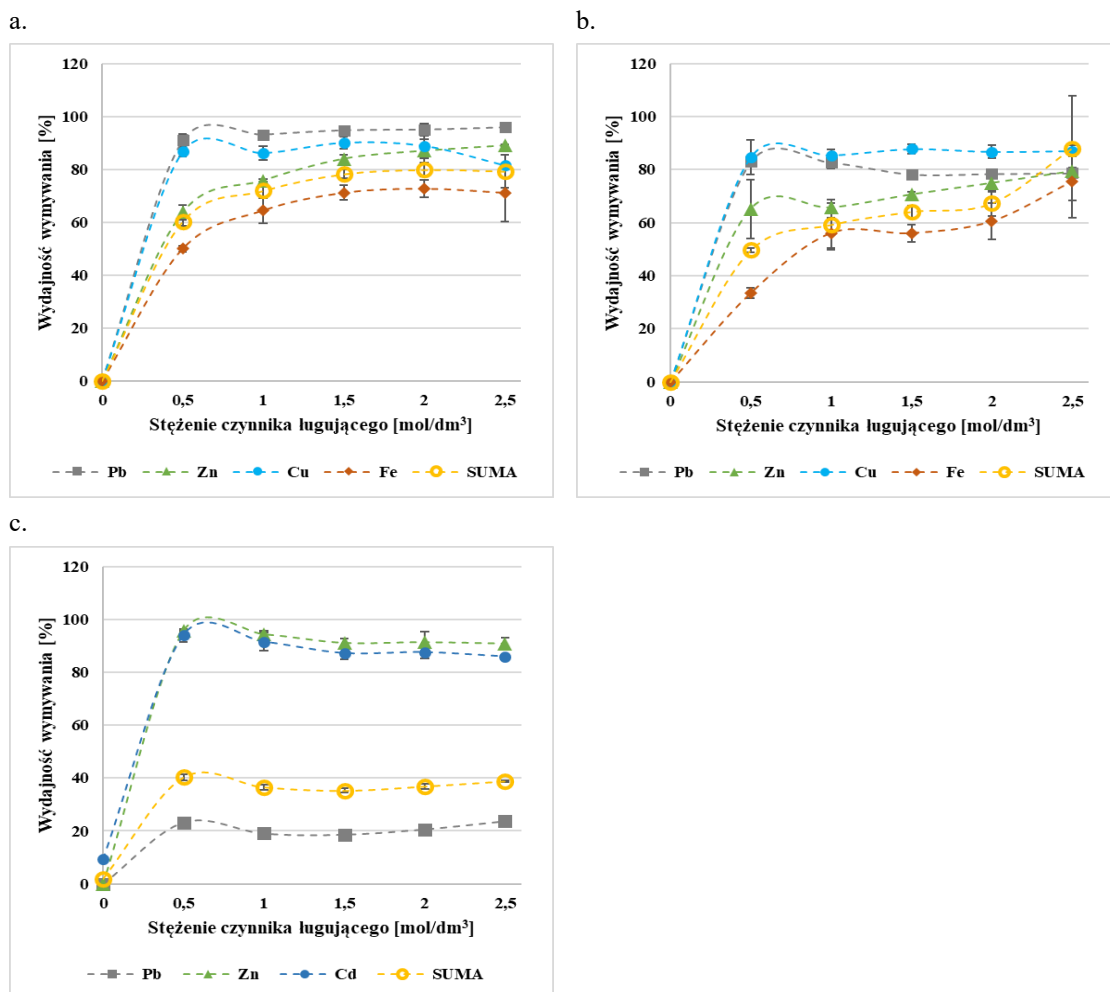 a.
b.
120
100
80
60
40
20
0
Wydajność wymywania [%]
0 0,5 1 1,5 2 2,5
Stężenie czynnika ługującego [mol/dm³]
Pb Zn Cu Fe SUMA
120
100
80
60
40
20
0
Wydajność wymywania [%]
0 0,5 1 1,5 2 2,5
Stężenie czynnika ługującego [mol/dm³]
Pb Zn Cu Fe SUMA
c.
120
100
80
60
40
20
0
Wydajność wymywania [%]
0 0,5 1 1,5 2 2,5
Stężenie czynnika ługującego [mol/dm³]
Pb Zn Cd SUMA